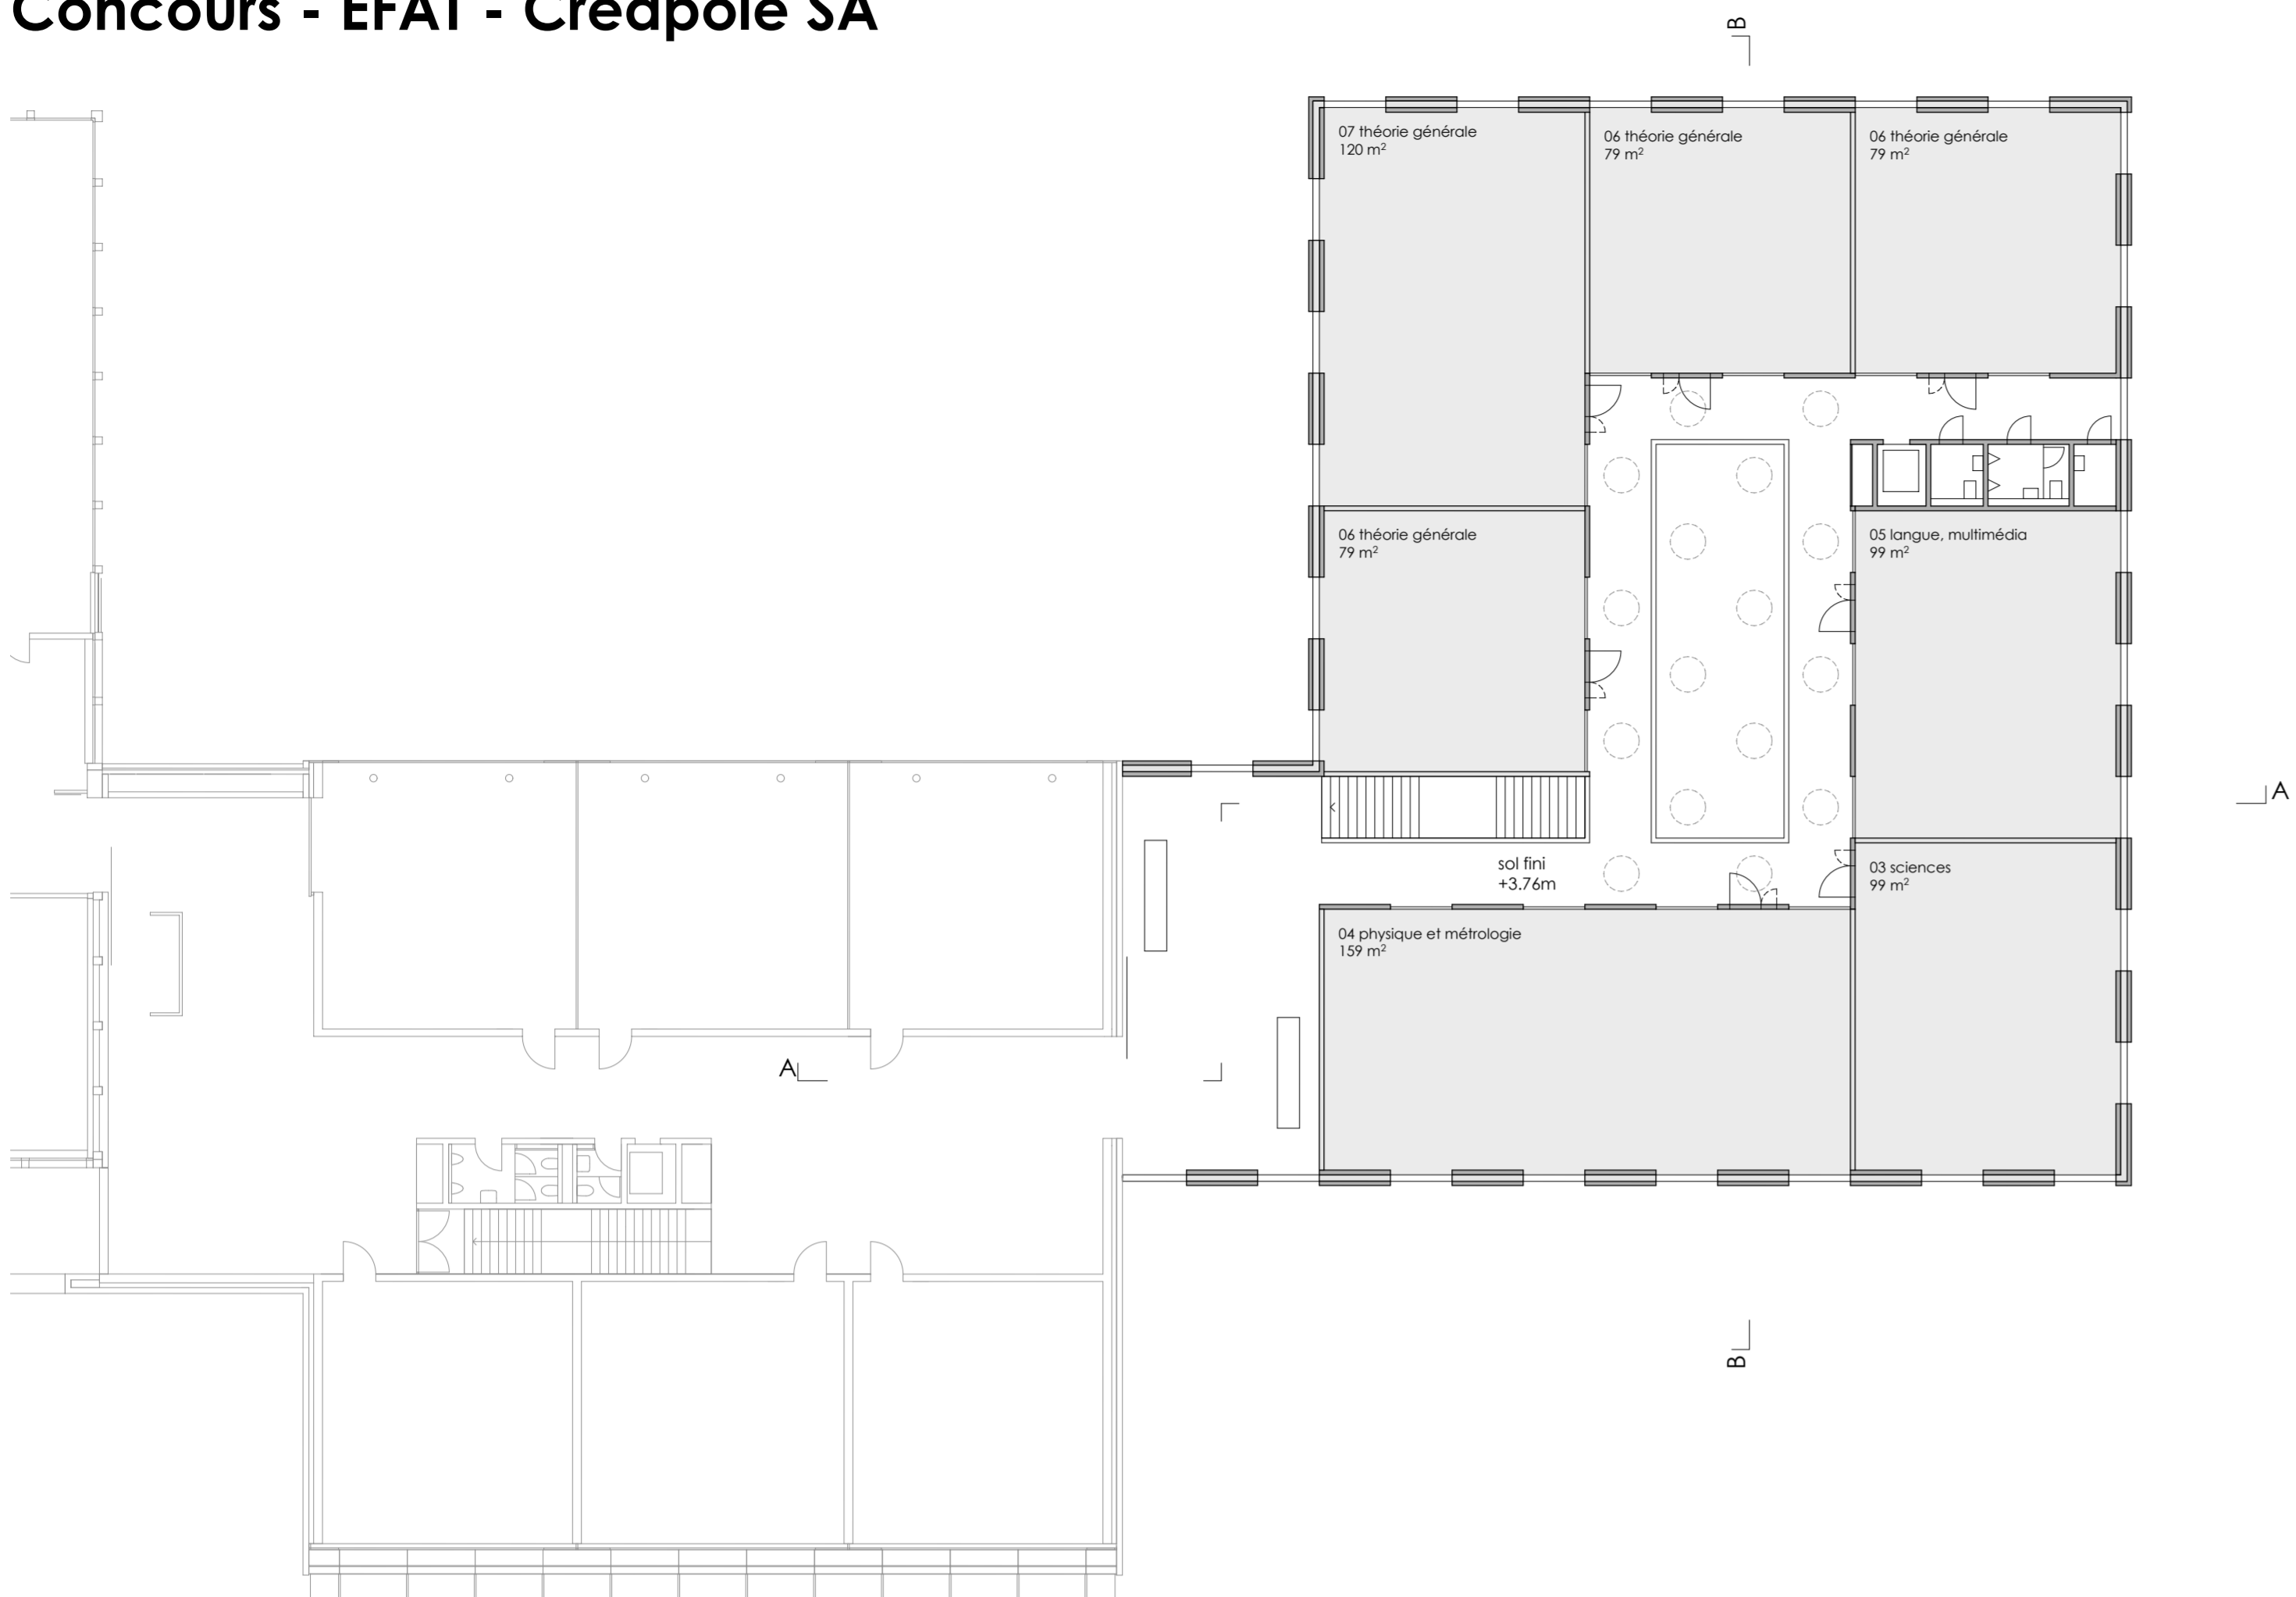 Concours - EFAT - Créapole SA
B
07 théorie générale
120 m²
06 théorie générale
79 m²
06 théorie générale
79 m²
06 théorie générale
79 m²
05 langue, multimédia
99 m²
A
sol fini
+3.76m
03 sciences
99 m²
04 physique et métrologie
159 m²
A
B